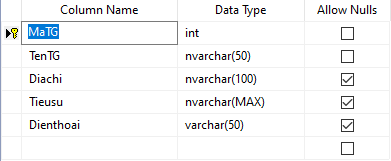 Column Name Data Type Allow Nulls
MaTG int
TenTG nvarchar(50)
Diachi nvarchar(100)
Tieusu nvarchar(MAX)
Dienthoai varchar(50)